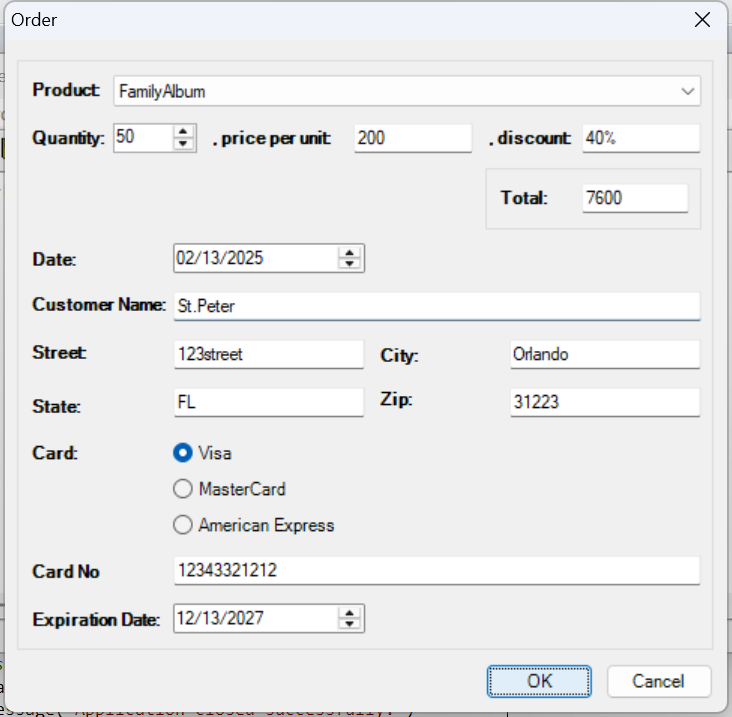 Order
Product: FamilyAlbum
Quantity: 50 , price per unit: 200 , discount: 40%
Total: 7600
Date: 02/13/2025
Customer Name: St.Peter
Street: 123street City: Orlando
State: FL Zip: 31223
Card: Visa
MasterCard
American Express
Card No 12343321212
Expiration Date: 12/13/2027
OK Cancel